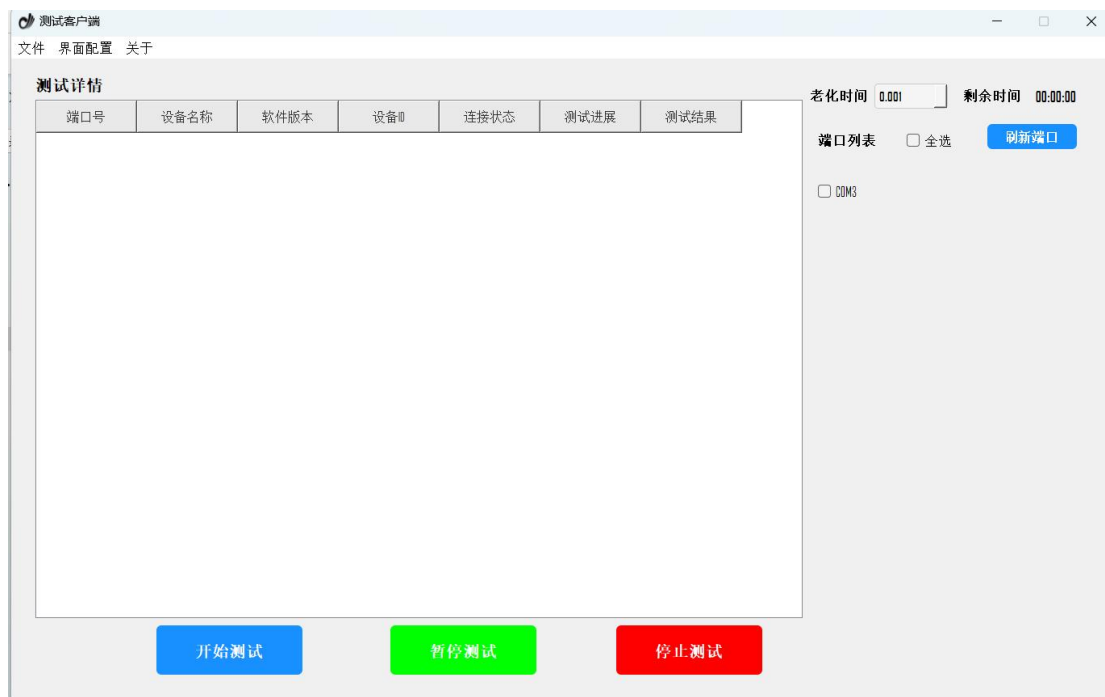 测试客户端
文件 界面配置 关于
测试详情
端口号 设备名称 软件版本 设备ID 连接状态 测试进展 测试结果
老化时间 0.001 剩余时间 00:00:00
端口列表 全选 刷新端口
COM3
开始测试 暂停测试 停止测试